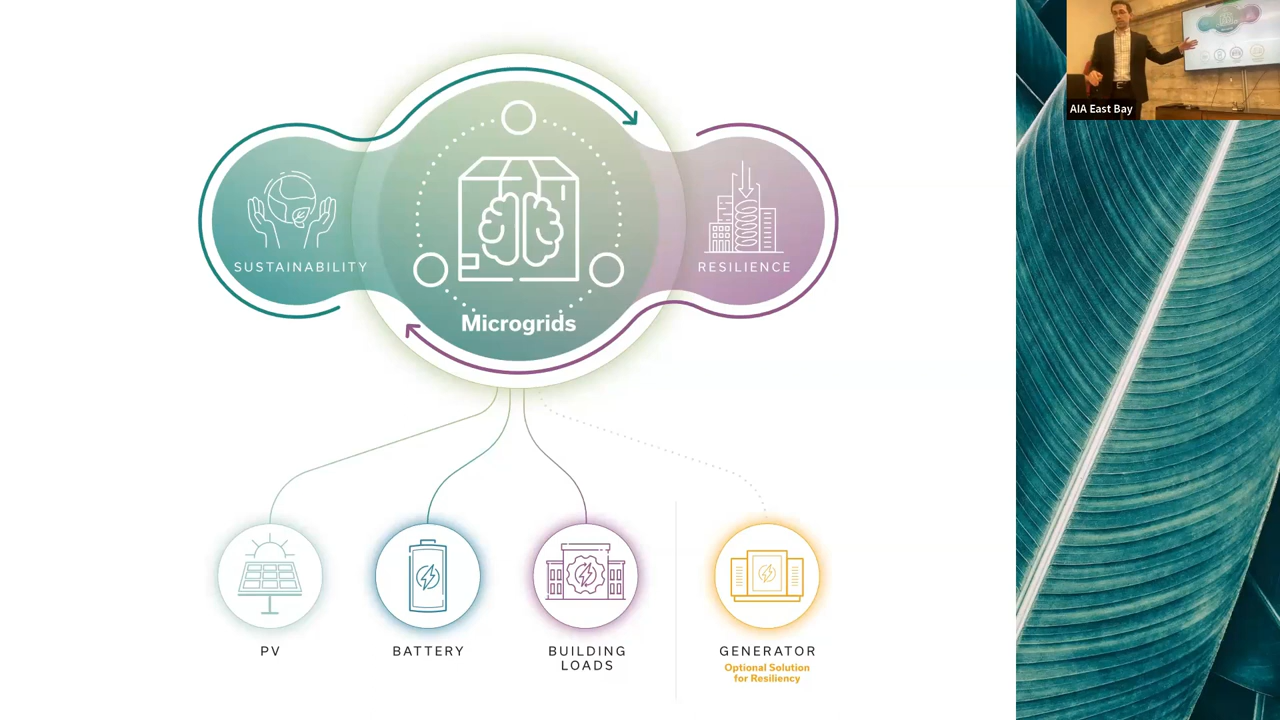 AIA East Bay
SUSTAINABILITY
RESILIENCE
Microgrids
PV
BATTERY
BUILDING
LOADS
GENERATOR
Optional Solution
for Resiliency